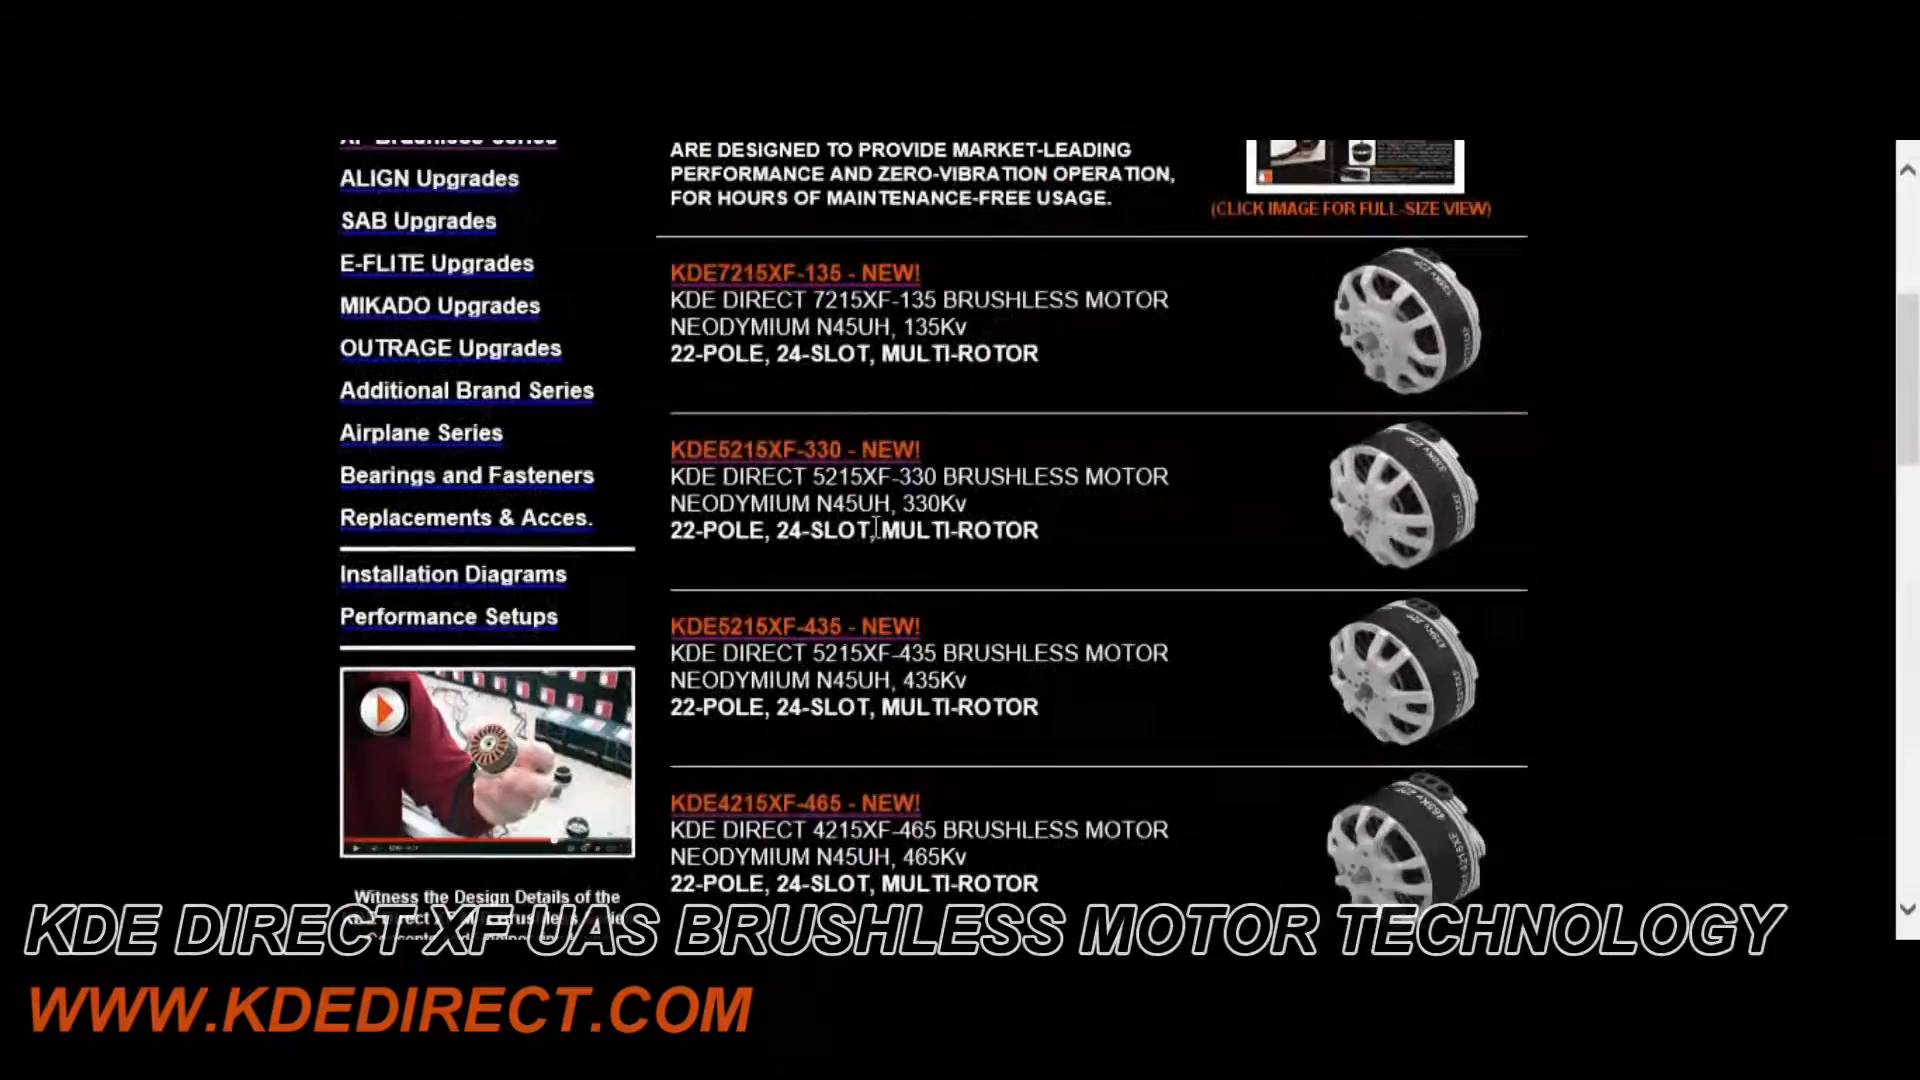 ALIGN Upgrades
SAB Upgrades
E-FLITE Upgrades
MIKADO Upgrades
OUTRAGE Upgrades
Additional Brand Series
Airplane Series
Bearings and Fasteners
Replacements & Acces.
Installation Diagrams
Performance Setups
Witness the Design Details of the
ARE DESIGNED TO PROVIDE MARKET-LEADING
PERFORMANCE AND ZERO-VIBRATION OPERATION,
FOR HOURS OF MAINTENANCE-FREE USAGE.
(CLICK IMAGE FOR FULL-SIZE VIEW)
KDE7215XF-135 - NEW!
KDE DIRECT 7215XF-135 BRUSHLESS MOTOR
NEODYMIUM N45UH, 135Kv
22-POLE, 24-SLOT, MULTI-ROTOR
KDE5215XF-330 - NEW!
KDE DIRECT 5215XF-330 BRUSHLESS MOTOR
NEODYMIUM N45UH, 330Kv
22-POLE, 24-SLOT, MULTI-ROTOR
KDE5215XF-435 - NEW!
KDE DIRECT 5215XF-435 BRUSHLESS MOTOR
NEODYMIUM N45UH, 435Kv
22-POLE, 24-SLOT, MULTI-ROTOR
KDE4215XF-465 - NEW!
KDE DIRECT 4215XF-465 BRUSHLESS MOTOR
NEODYMIUM N45UH, 465Kv
22-POLE, 24-SLOT, MULTI-ROTOR
KDE DIRECT XF UAS BRUSHLESS MOTOR TECHNOLOGY
WWW.KDEDIRECT.COM